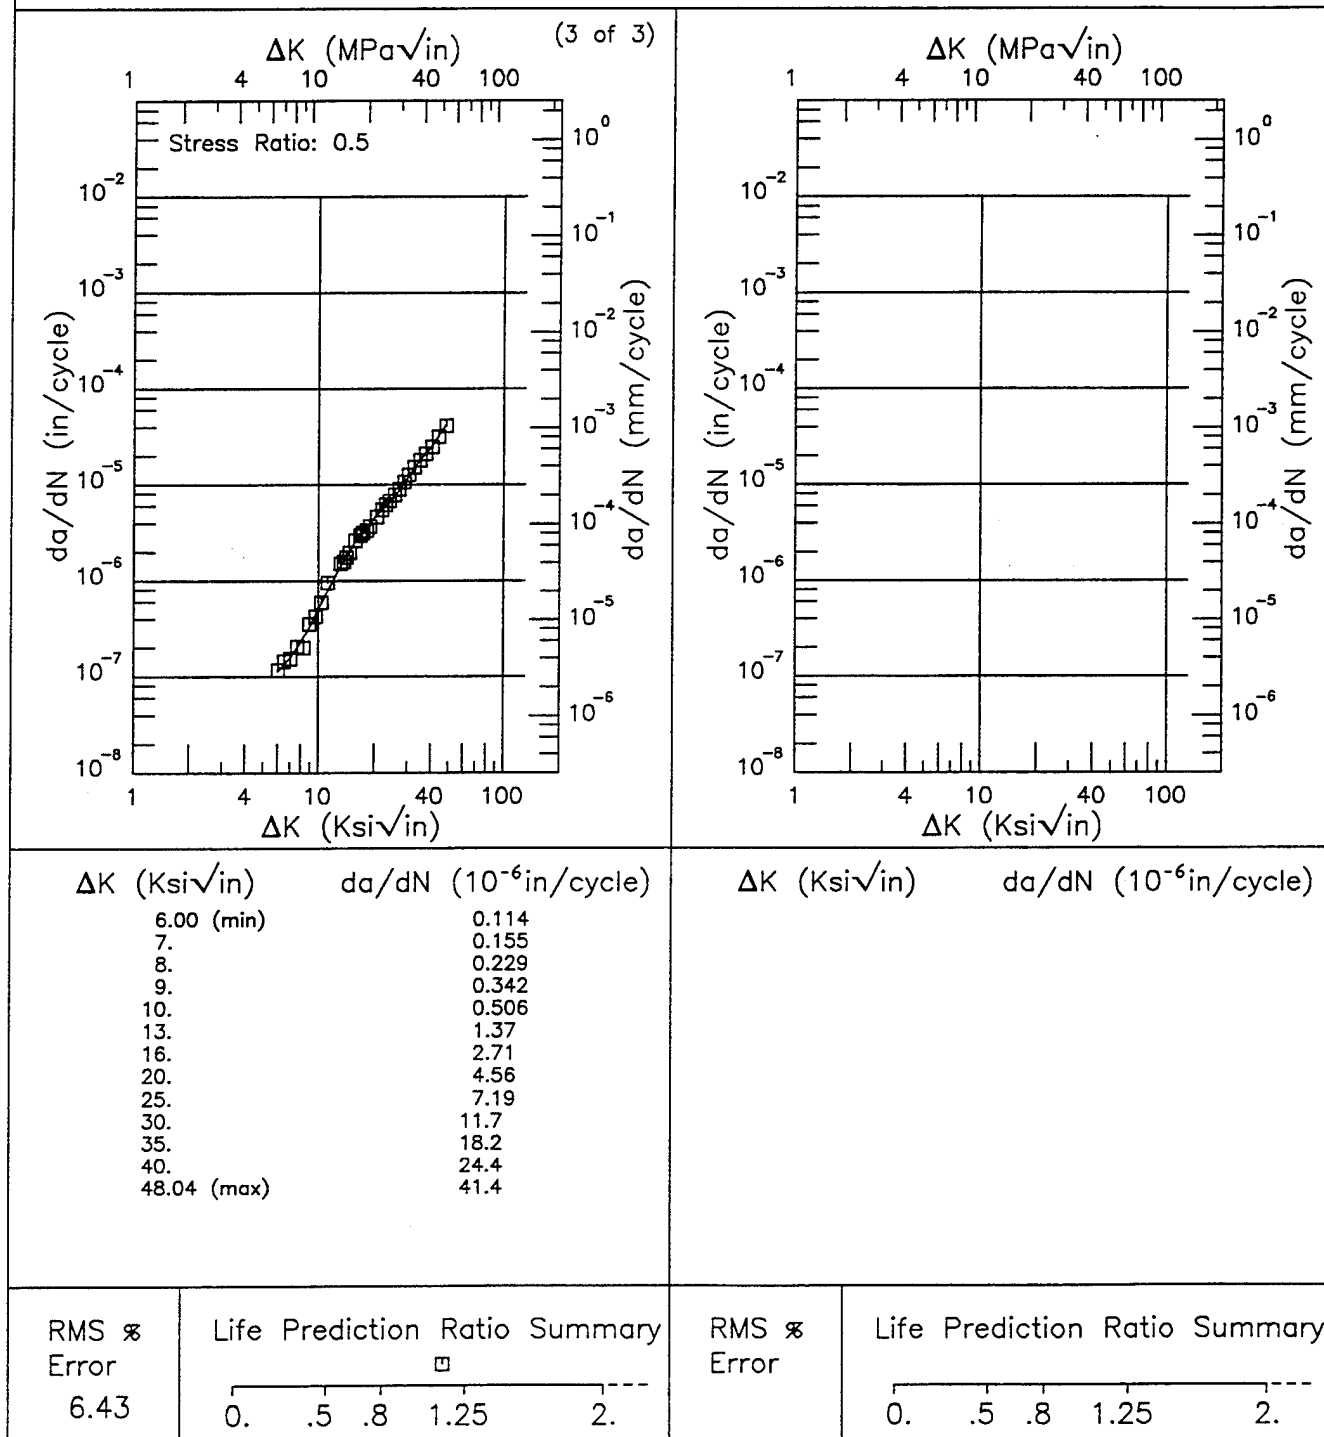 (3 of 3)
ΔK (MPa√in)
1 4 10 40 100
Stress Ratio: 0.5
10⁰
10⁻²
10⁻¹
10⁻³
10⁻²
10⁻⁴
10⁻³
10⁻⁵
10⁻⁴
10⁻⁶
10⁻⁵
10⁻⁷
10⁻⁶
10⁻⁸
da/dN (in/cycle)
da/dN (mm/cycle)
1 4 10 40 100
ΔK (Ksi√in)
ΔK (MPa√in)
1 4 10 40 100
10⁰
10⁻²
10⁻¹
10⁻³
10⁻²
10⁻⁴
10⁻³
10⁻⁵
10⁻⁴
10⁻⁶
10⁻⁵
10⁻⁷
10⁻⁶
10⁻⁸
da/dN (in/cycle)
da/dN (mm/cycle)
1 4 10 40 100
ΔK (Ksi√in)
ΔK (Ksi√in) da/dN (10⁻⁶in/cycle)
6.00 (min) 0.114
7. 0.155
8. 0.229
9. 0.342
10. 0.506
13. 1.37
16. 2.71
20. 4.56
25. 7.19
30. 11.7
35. 18.2
40. 24.4
48.04 (max) 41.4
ΔK (Ksi√in) da/dN (10⁻⁶in/cycle)
RMS %
Error
6.43
Life Prediction Ratio Summary
0. .5 .8 1.25 2.
RMS %
Error
Life Prediction Ratio Summary
0. .5 .8 1.25 2.